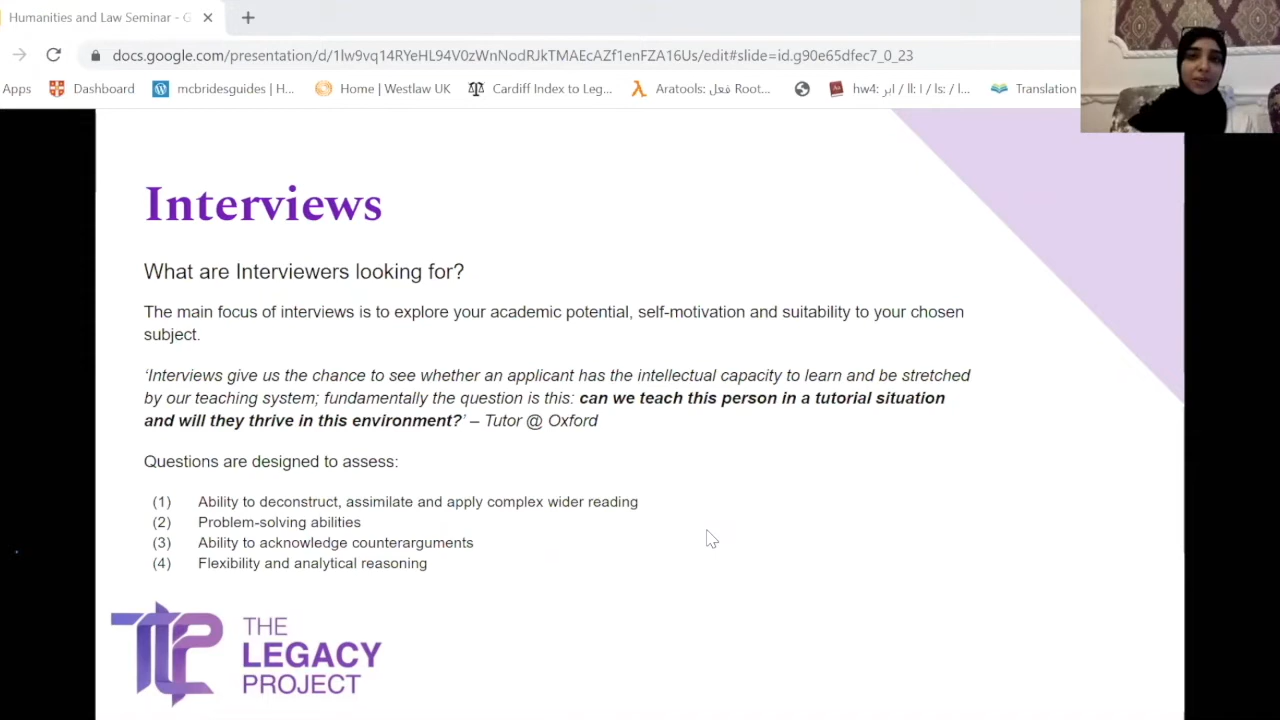 Humanities and Law Seminar - G
docs.google.com/presentation/d/1lw9vq14RYeHL94V0zWnNodRJkTMAEcAZf1enFZA16Us/edit#slide=id.g90e65dfec7_0_23
Apps Dashboard mcbridesguides | H... Home | Westlaw UK Cardiff Index to Leg... Aratools: فعل Root... hw4: ابر / ll: l / ls: / l... Translation
Interviews
What are Interviewers looking for?
The main focus of interviews is to explore your academic potential, self-motivation and suitability to your chosen
subject.
‘Interviews give us the chance to see whether an applicant has the intellectual capacity to learn and be stretched
by our teaching system; fundamentally the question is this: can we teach this person in a tutorial situation
and will they thrive in this environment?’ – Tutor @ Oxford
Questions are designed to assess:
(1) Ability to deconstruct, assimilate and apply complex wider reading
(2) Problem-solving abilities
(3) Ability to acknowledge counterarguments
(4) Flexibility and analytical reasoning
TLP
THE
LEGACY
PROJECT